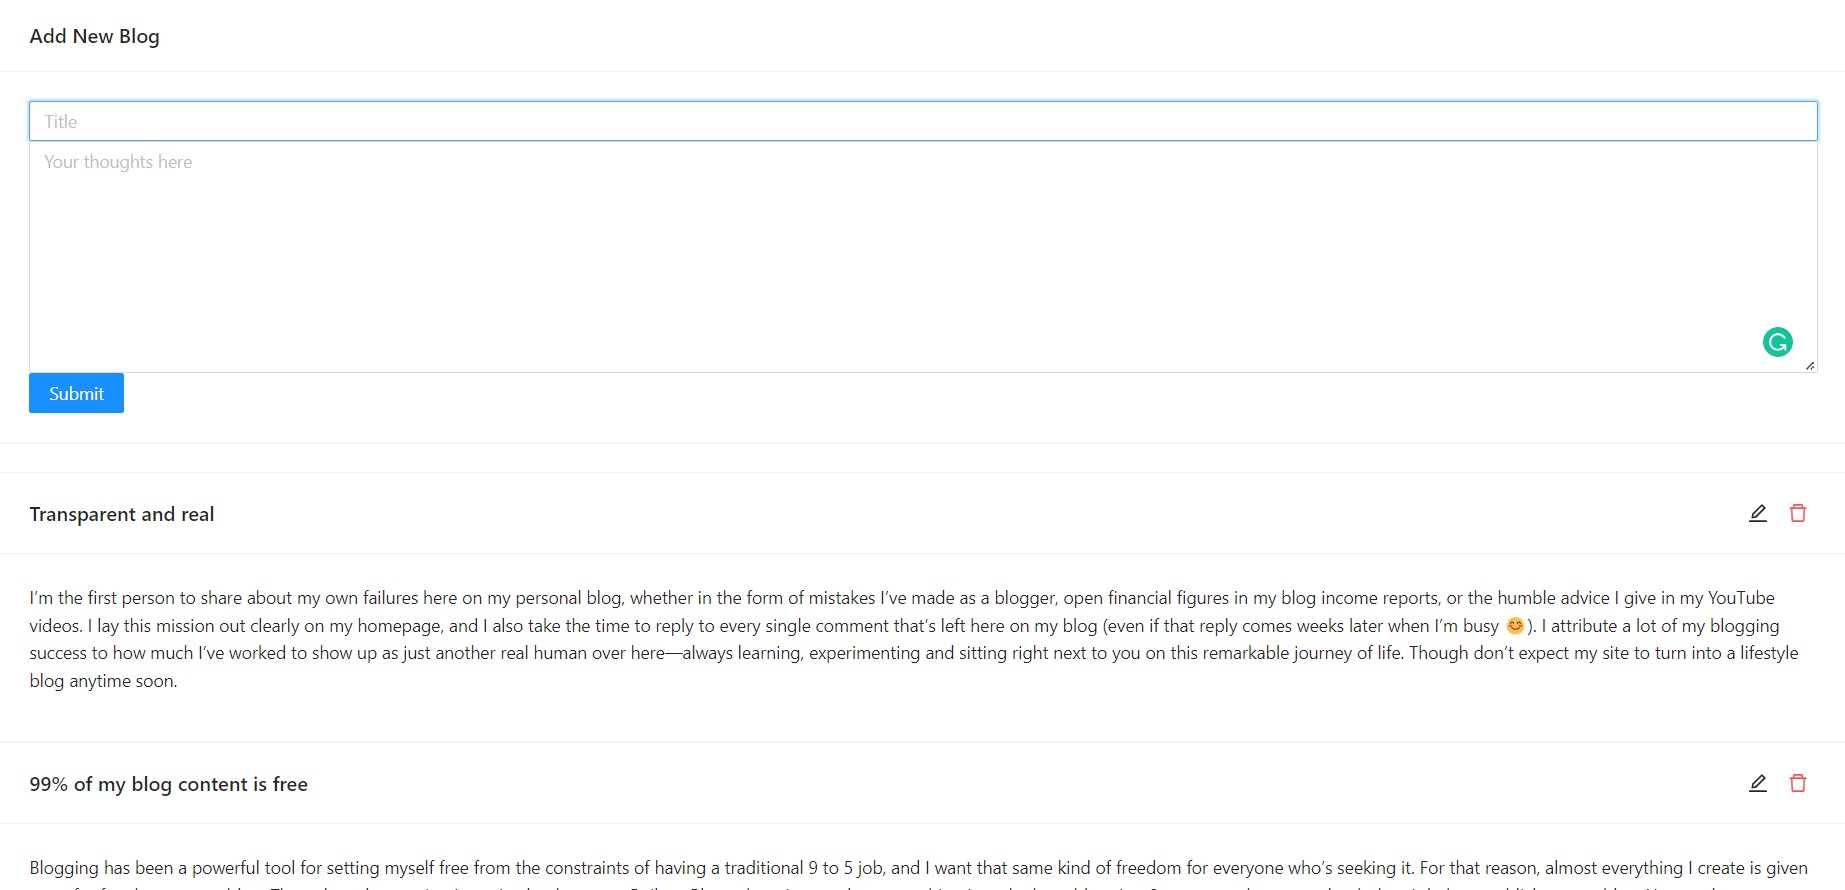 Add New Blog
Title
Your thoughts here
Submit
Transparent and real
I’m the first person to share about my own failures here on my personal blog, whether in the form of mistakes I’ve made as a blogger, open financial figures in my blog income reports, or the humble advice I give in my YouTube
videos. I lay this mission out clearly on my homepage, and I also take the time to reply to every single comment that’s left here on my blog (even if that reply comes weeks later when I’m busy 😊). I attribute a lot of my blogging
success to how much I’ve worked to show up as just another real human over here—always learning, experimenting and sitting right next to you on this remarkable journey of life. Though don’t expect my site to turn into a lifestyle
blog anytime soon.
99% of my blog content is free
Blogging has been a powerful tool for setting myself free from the constraints of having a traditional 9 to 5 job, and I want that same kind of freedom for everyone who’s seeking it. For that reason, almost everything I create is given